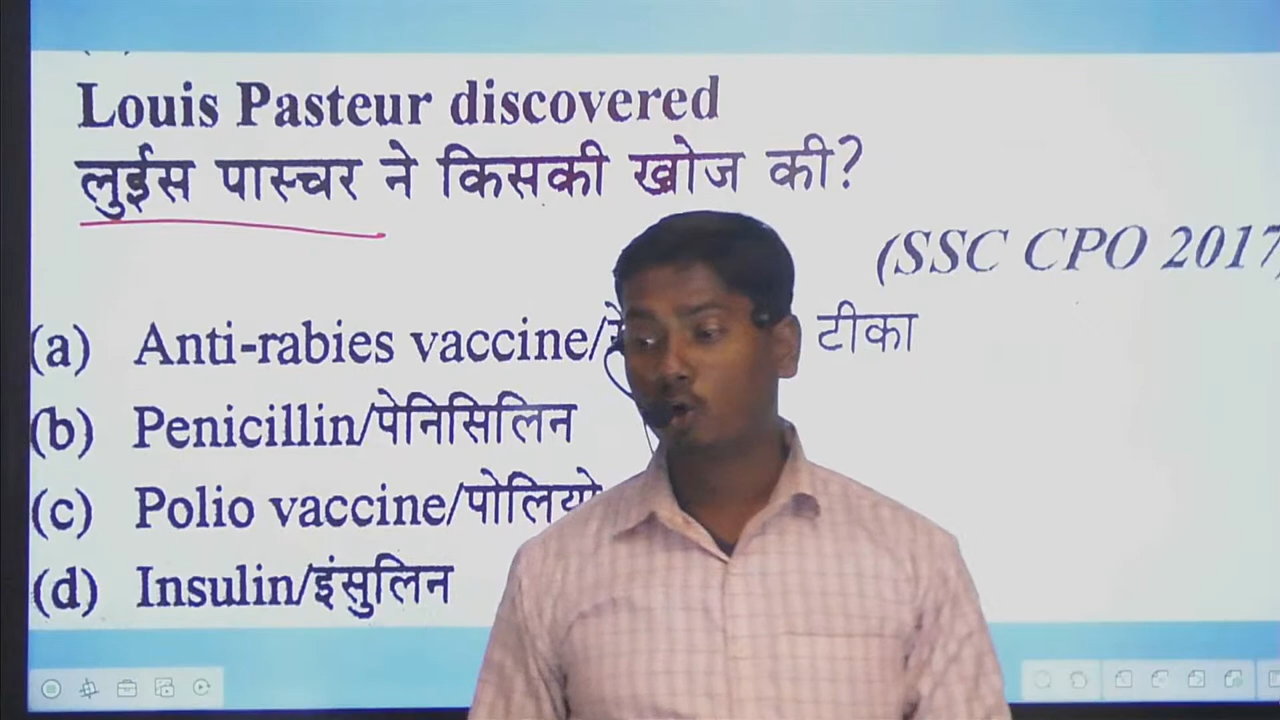 Louis Pasteur discovered
लुईस पास्चर ने किसकी खोज की?
(SSC CPO 2017)
(a) Anti-rabies vaccine/ टीका
(b) Penicillin/पेनिसिलिन
(c) Polio vaccine/
(d) Insulin/इंसुलिन